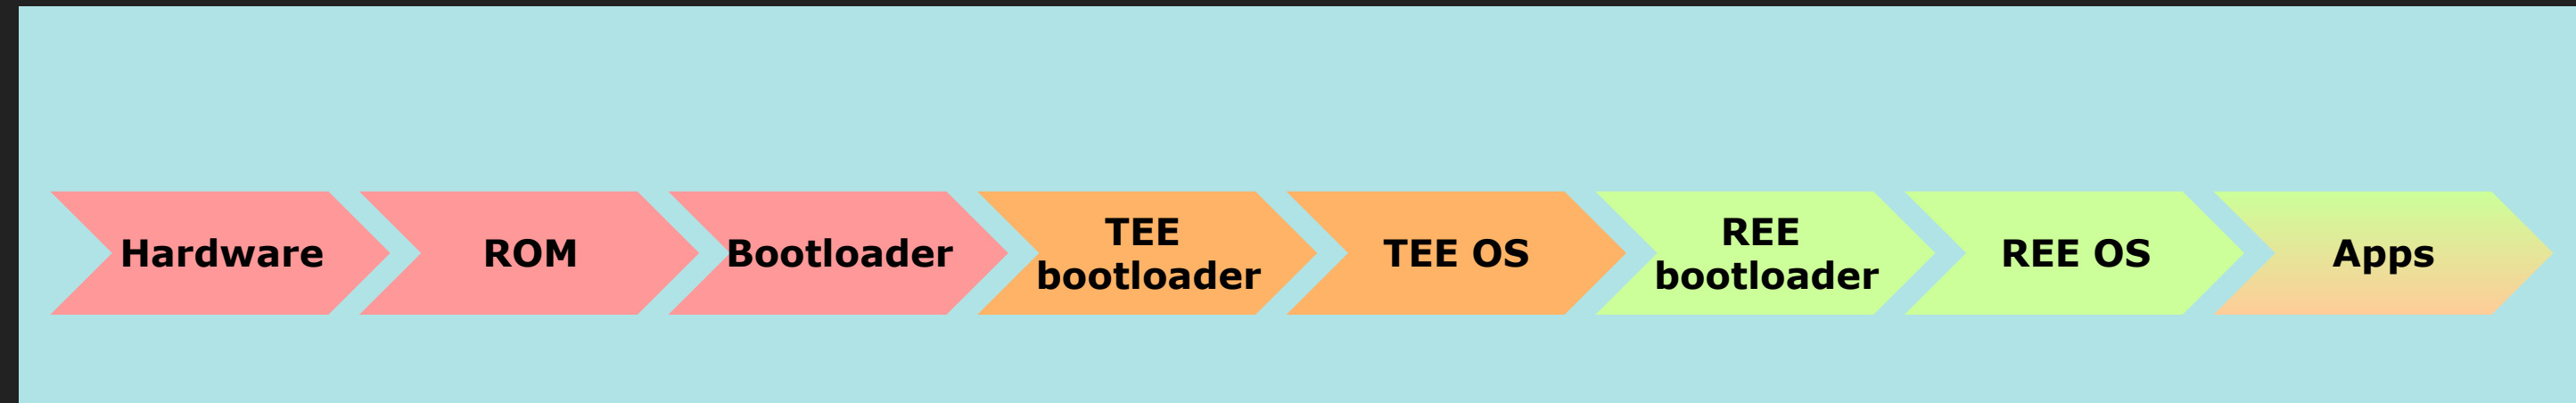 Hardware
ROM
Bootloader
TEE
bootloader
TEE OS
REE
bootloader
REE OS
Apps